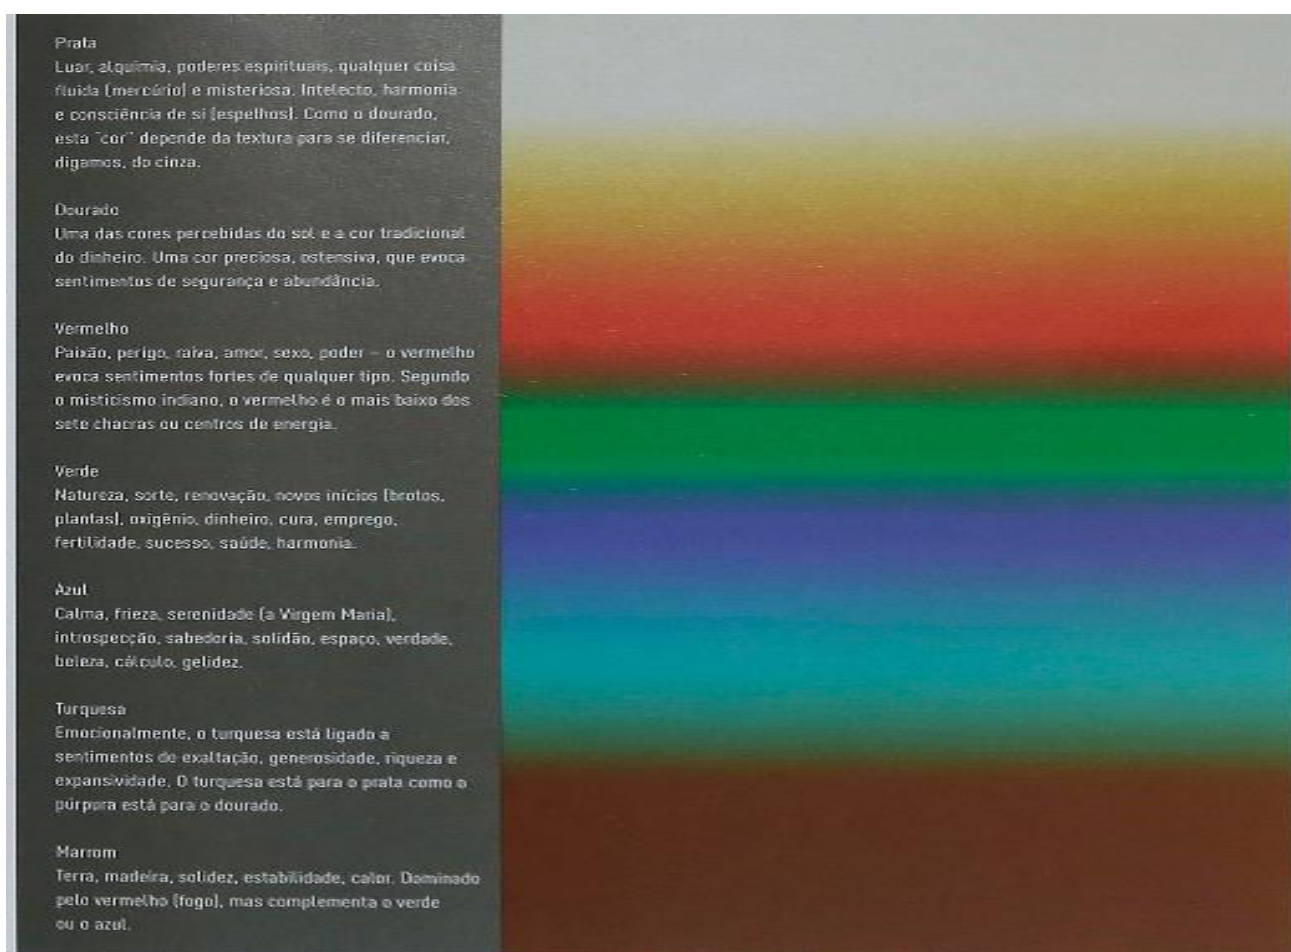 Prata
Luar, alquimia, poderes espirituais, qualquer coisa
fluida (mercúrio) e misteriosa. Intelecto, harmonia
e consciência de si (espelhos). Como o dourado,
esta "cor" depende da textura para se diferenciar,
digamos, do cinza.
Dourado
Uma das cores percebidas do sol e a cor tradicional
do dinheiro. Uma cor preciosa, ostensiva, que evoca
sentimentos de segurança e abundância.
Vermelho
Paixão, perigo, raiva, amor, sexo, poder – o vermelho
evoca sentimentos fortes de qualquer tipo. Segundo
o misticismo indiano, o vermelho é o mais baixo dos
sete chacras ou centros de energia.
Verde
Natureza, sorte, renovação, novos inícios (brotos,
plantas), oxigênio, dinheiro, cura, emprego,
fertilidade, sucesso, saúde, harmonia.
Azul
Calma, frieza, serenidade (a Virgem Maria),
introspecção, sabedoria, solidão, espaço, verdade,
beleza, cálculo, gelidez.
Turquesa
Emocionalmente, o turquesa está ligado a
sentimentos de exaltação, generosidade, riqueza e
expansividade. O turquesa está para o prata como o
púrpura está para o dourado.
Marrom
Terra, madeira, solidez, estabilidade, calor. Dominado
pelo vermelho (fogo), mas complementa o verde
ou o azul.